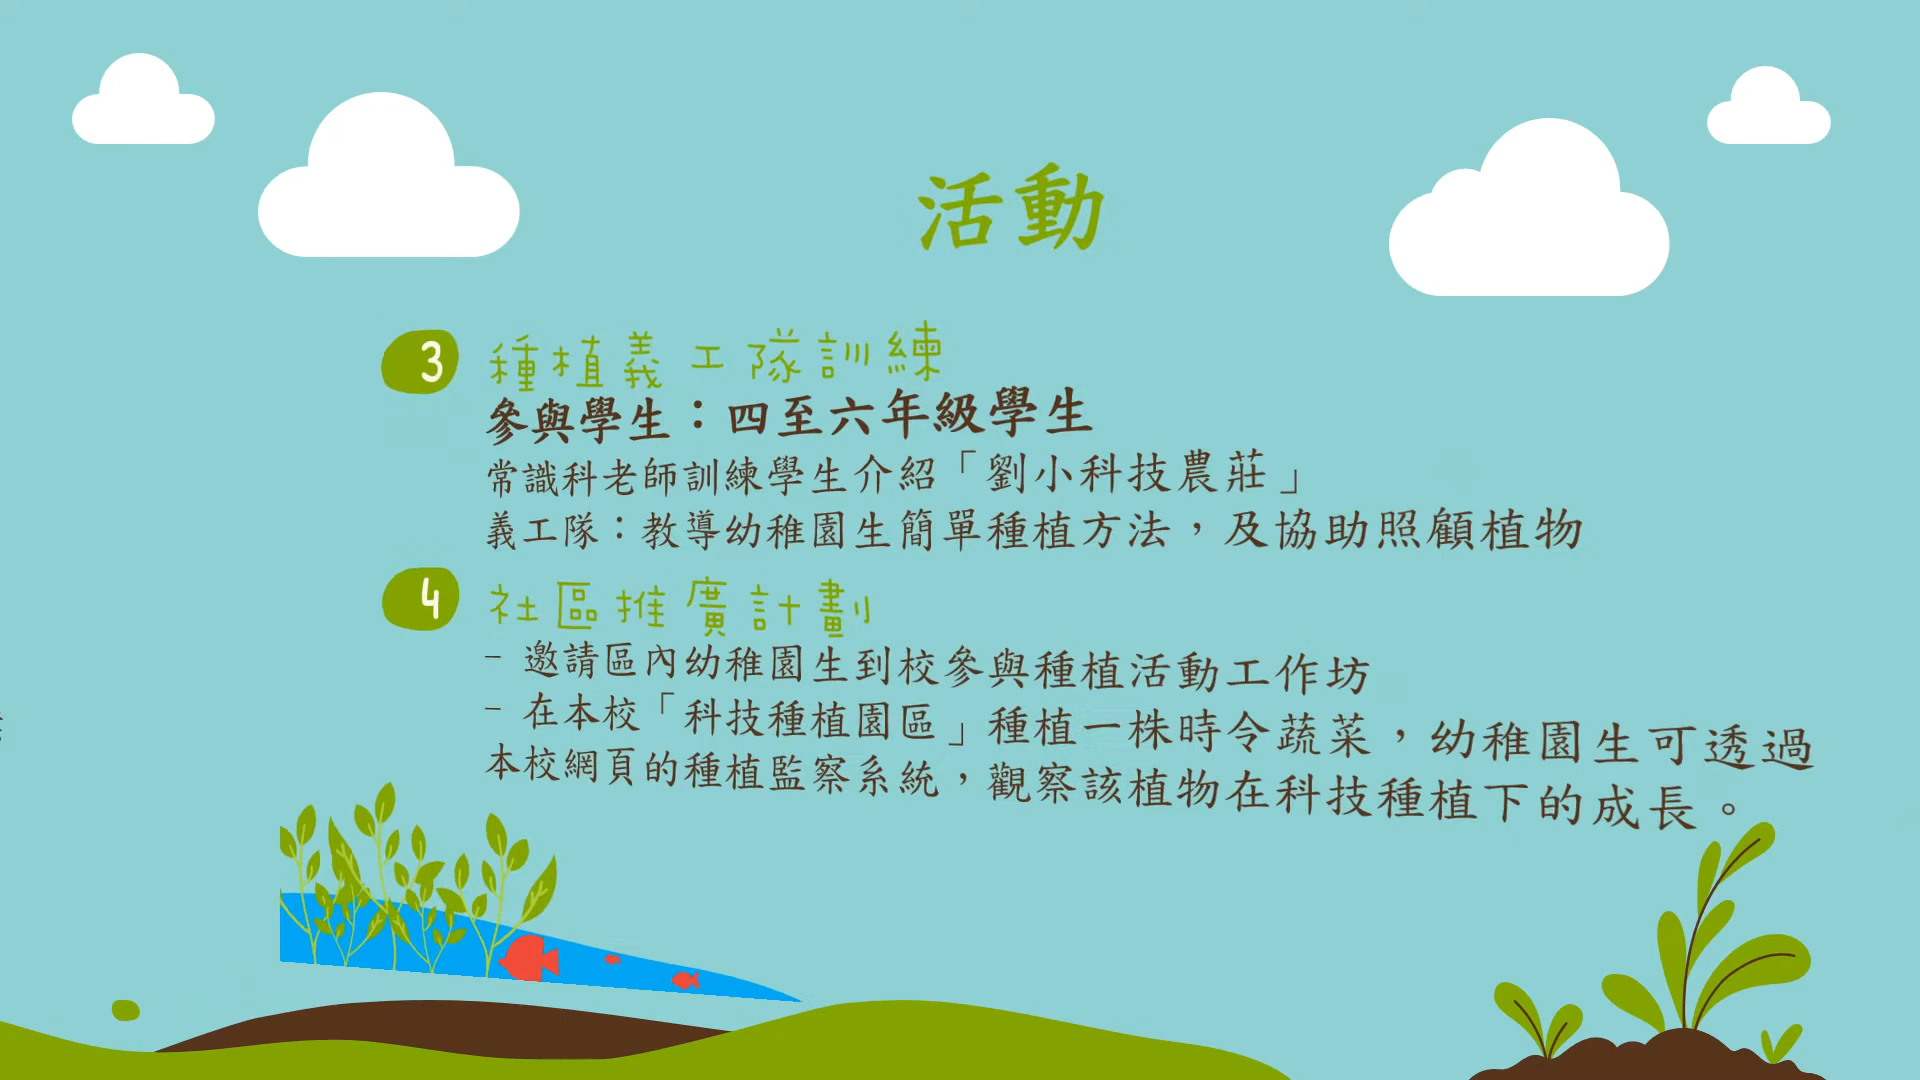 活動
3 種植義工隊訓練
參與學生：四至六年級學生
常識科老師訓練學生介紹「劉小科技農莊」
義工隊：教導幼稚園生簡單種植方法，及協助照顧植物
4 社區推廣計劃
- 邀請區內幼稚園生到校參與種植活動工作坊
- 在本校「科技種植園區」種植一株時令蔬菜，幼稚園生可透過
本校網頁的種植監察系統，觀察該植物在科技種植下的成長。